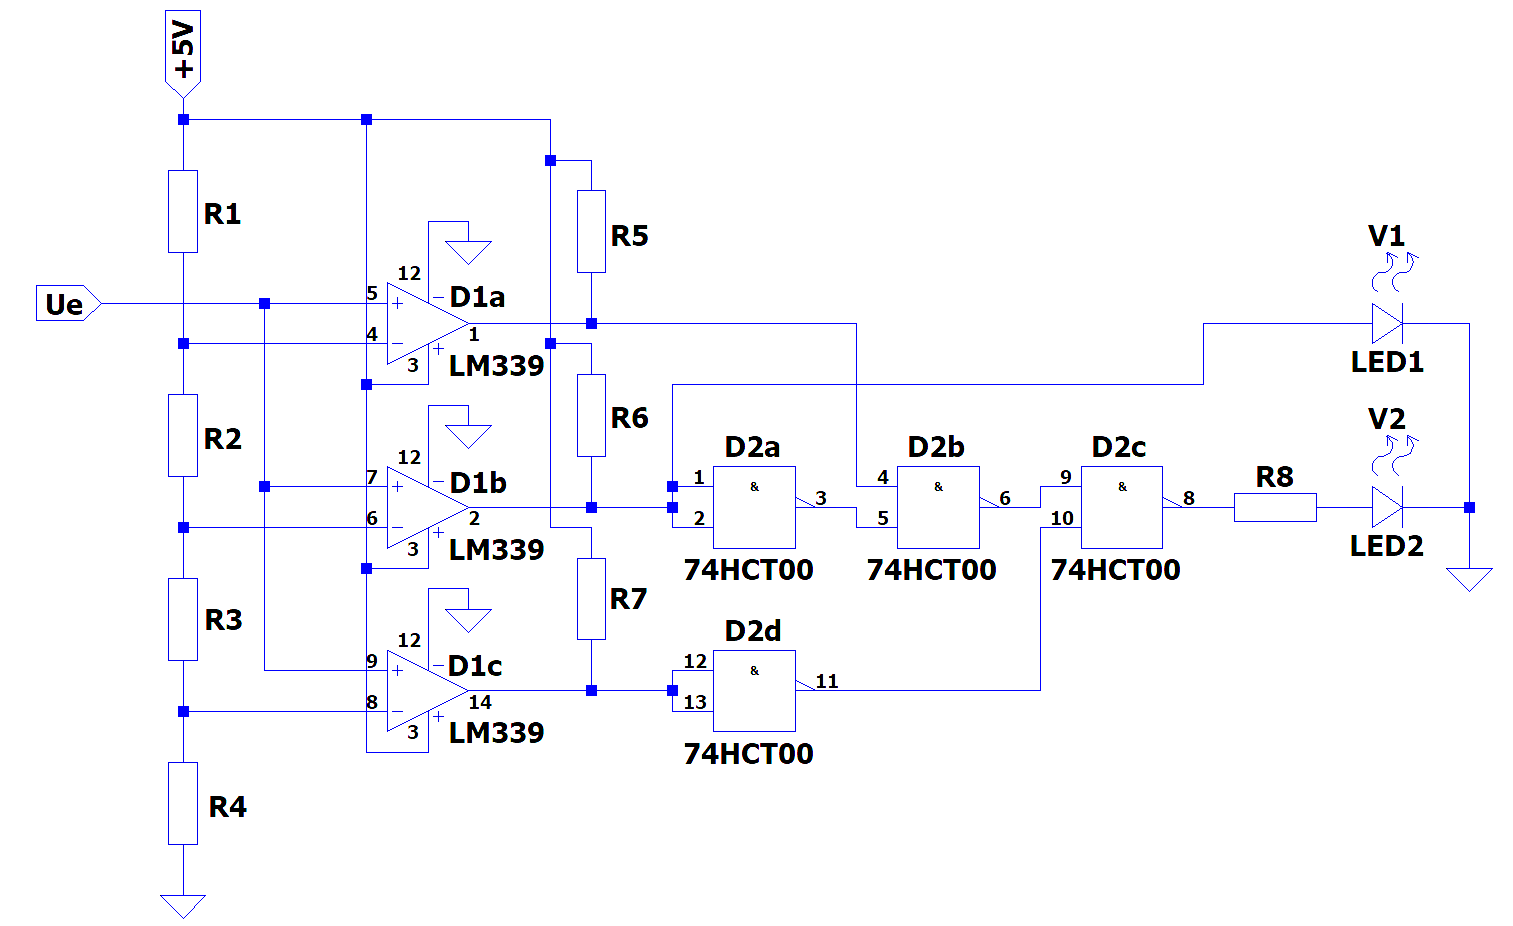 +5V
R1
R5
V1
12
5
+
−
D1a
Ue
4
−
1
+
3
LM339
LED1
12
R2
R6
V2
7
+
−
D1b
D2a
D2b
D2c
1
&
3
4
&
6
9
&
8
R8
6
−
2
2
5
10
+
3
LM339
74HCT00
74HCT00
74HCT00
LED2
R3
R7
12
D2d
9
+
−
D1c
12
&
11
8
−
14
13
+
3
LM339
74HCT00
R4